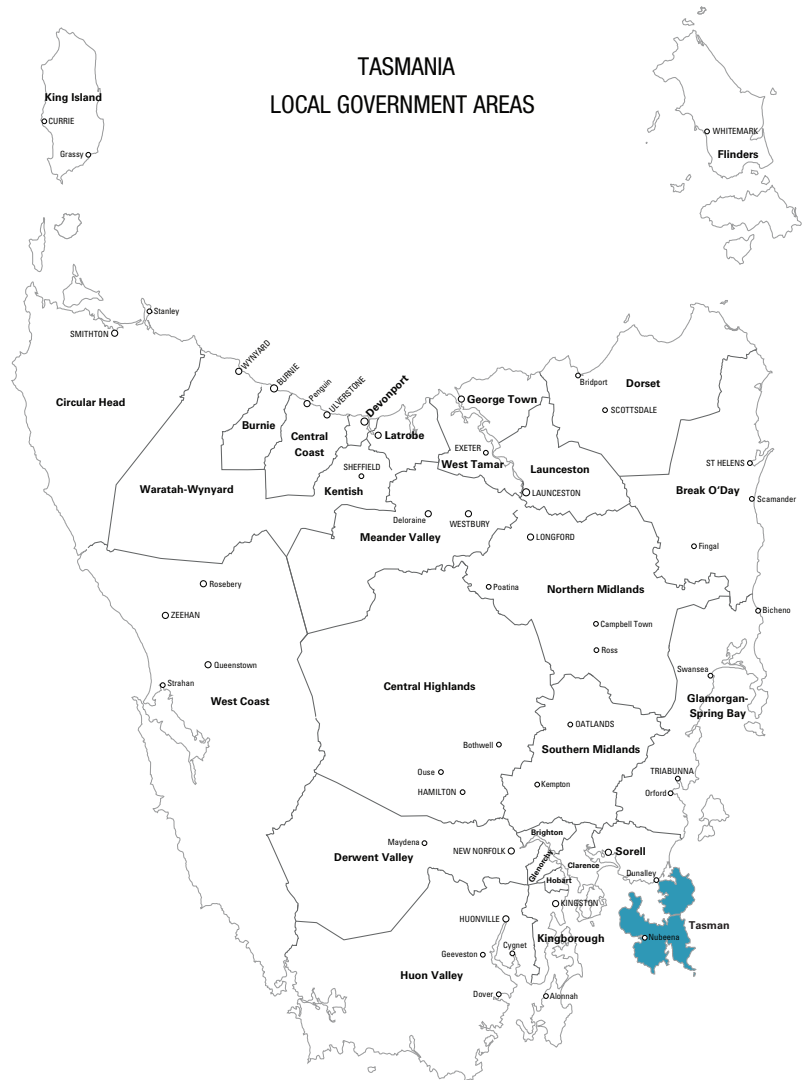 TASMANIA
LOCAL GOVERNMENT AREAS
King Island
CURRIE
Grassy
WHITEMARK
Flinders
Stanley
SMITHTON
WYNYARD
BURNIE
Penguin
ULVERSTONE
Devonport
George Town
Bridport
Dorset
SCOTTSDALE
Circular Head
Burnie
Central
Coast
Latrobe
EXETER
West Tamar
Launceston
LAUNCESTON
SHEFFIELD
Kentish
Waratah-Wynyard
ST HELENS
Break O'Day
Scamander
Deloraine
WESTBURY
Meander Valley
LONGFORD
Fingal
Rosebery
Poatina
Northern Midlands
ZEEHAN
Campbell Town
Bicheno
Ross
Queenstown
Strahan
West Coast
Central Highlands
Swansea
Glamorgan-
Spring Bay
OATLANDS
Southern Midlands
Bothwell
Ouse
HAMILTON
Kempton
TRIABUNNA
Orford
Maydena
Derwent Valley
NEW NORFOLK
Brighton
Glenorchy
Clarence
Sorell
Hobart
Dunalley
KINGSTON
HUONVILLE
Kingborough
Tasman
Nubeena
Cygnet
Geeveston
Huon Valley
Dover
Alonnah